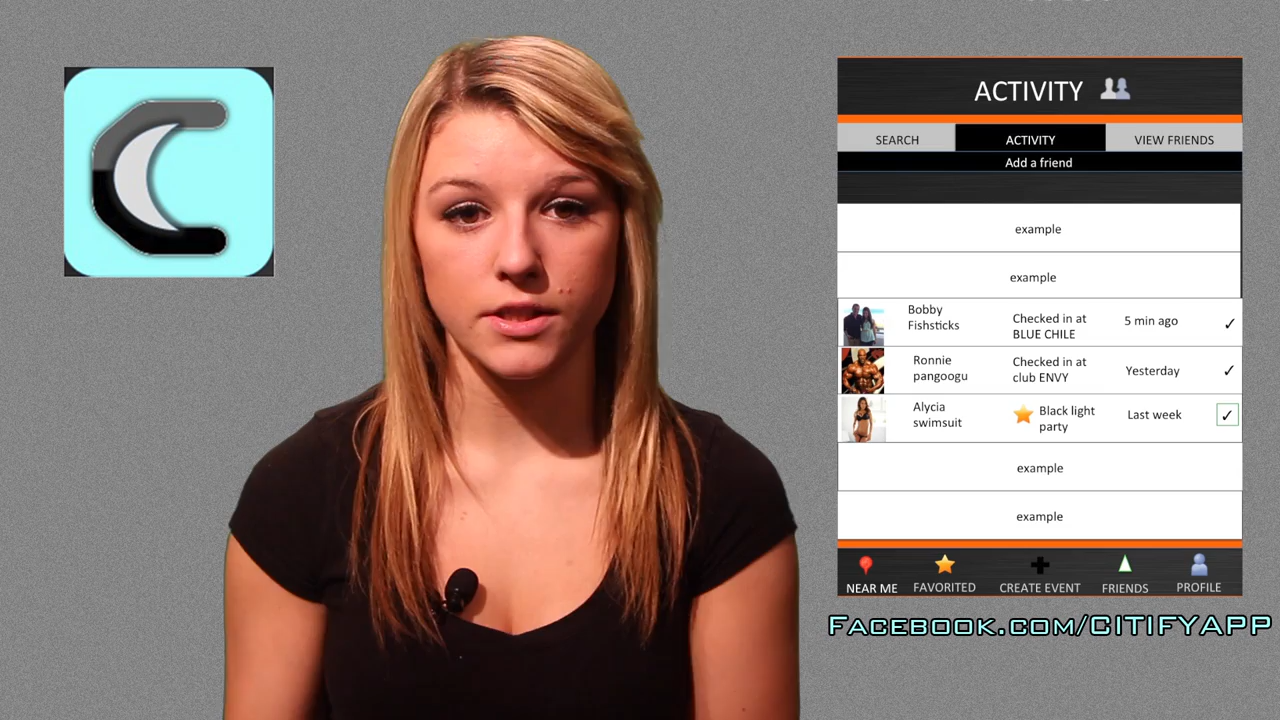 ACTIVITY
SEARCH
ACTIVITY
VIEW FRIENDS
Add a friend
example
example
Bobby
Fishsticks
Checked in at
BLUE CHILE
5 min ago
✓
Ronnie
pangoogu
Checked in at
club ENVY
Yesterday
✓
Alycia
swimsuit
Black light
party
Last week
✓
example
example
NEAR ME
FAVORITED
CREATE EVENT
FRIENDS
PROFILE
FACEBOOK.COM/CITIFYAPP